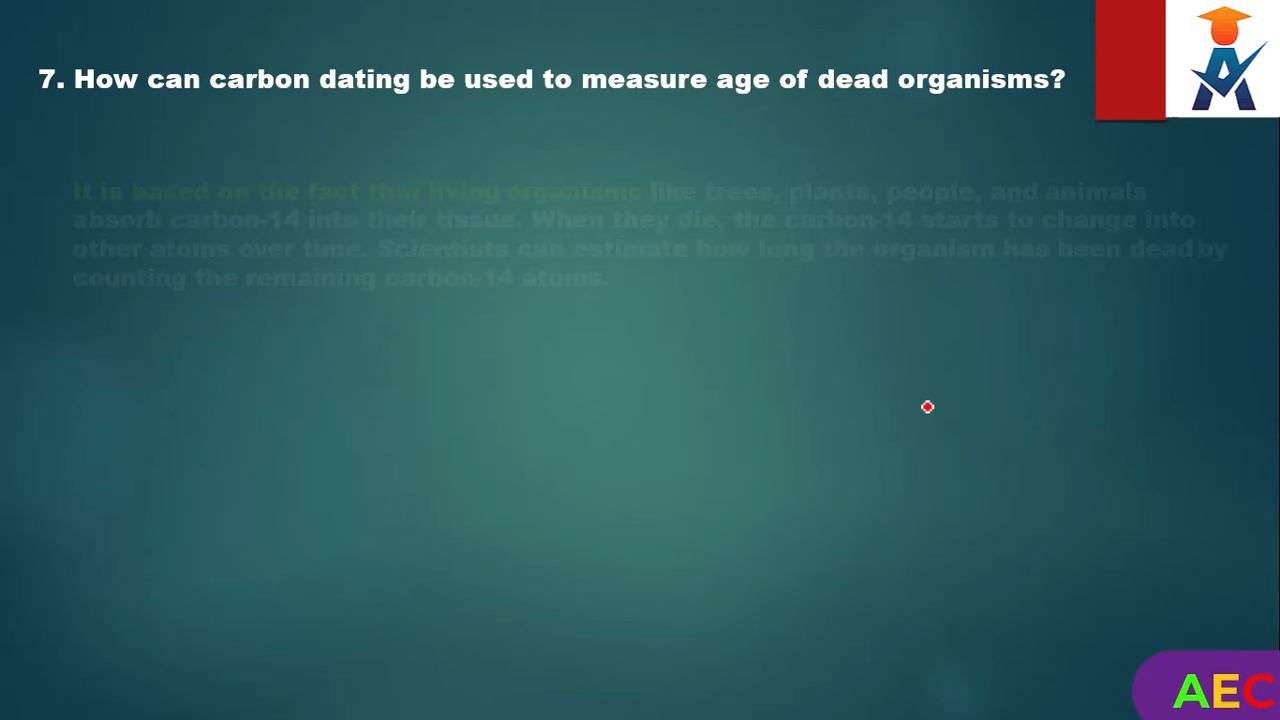 7. How can carbon dating be used to measure age of dead organisms?
It is based on the fact that living organisms like trees, plants, people, and animals
absorb carbon-14 into their tissue. When they die, the carbon-14 starts to change into
other atoms over time. Scientists can estimate how long the organism has been dead by
counting the remaining carbon-14 atoms.
AEC